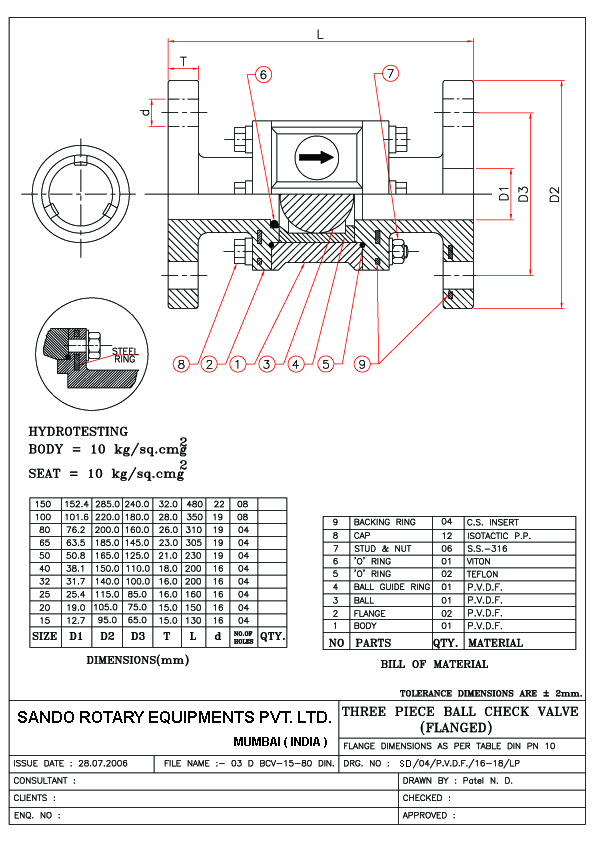 L
T
6
7
d
D1
D3
D2
STEEL
RING
8
2
1
3
4
5
9
HYDROTESTING
BODY = 10 kg/sq.cmg2
SEAT = 10 kg/sq.cmg2
150 152.4 285.0 240.0 32.0 480 22 08
100 101.6 220.0 180.0 28.0 350 19 08
80 76.2 200.0 160.0 26.0 310 19 04
65 63.5 185.0 145.0 23.0 305 19 04
50 50.8 165.0 125.0 21.0 230 19 04
40 38.1 150.0 110.0 18.0 200 16 04
32 31.7 140.0 100.0 16.0 200 16 04
25 25.4 115.0 85.0 16.0 160 16 04
20 19.0 105.0 75.0 15.0 150 16 04
15 12.7 95.0 65.0 15.0 130 16 04
SIZE D1 D2 D3 T L d NO.OF HOLES QTY.
DIMENSIONS(mm)
9 BACKING RING 04 C.S. INSERT
8 CAP 12 ISOTACTIC P.P.
7 STUD & NUT 06 S.S.-316
6 'O' RING 01 VITON
5 'O' RING 02 TEFLON
4 BALL GUIDE RING 01 P.V.D.F.
3 BALL 01 P.V.D.F.
2 FLANGE 02 P.V.D.F.
1 BODY 01 P.V.D.F.
NO PARTS QTY. MATERIAL
BILL OF MATERIAL
TOLERANCE DIMENSIONS ARE ± 2mm.
SANDO ROTARY EQUIPMENTS PVT. LTD.
MUMBAI ( INDIA )
THREE PIECE BALL CHECK VALVE
(FLANGED)
FLANGE DIMENSIONS AS PER TABLE DIN PN 10
ISSUE DATE : 28.07.2006 FILE NAME :- 03 D BCV-15-80 DIN. DRG. NO : SD/04/P.V.D.F./16-18/LP
CONSULTANT : DRAWN BY : Patel N. D.
CLIENTS : CHECKED :
ENQ. NO : APPROVED :